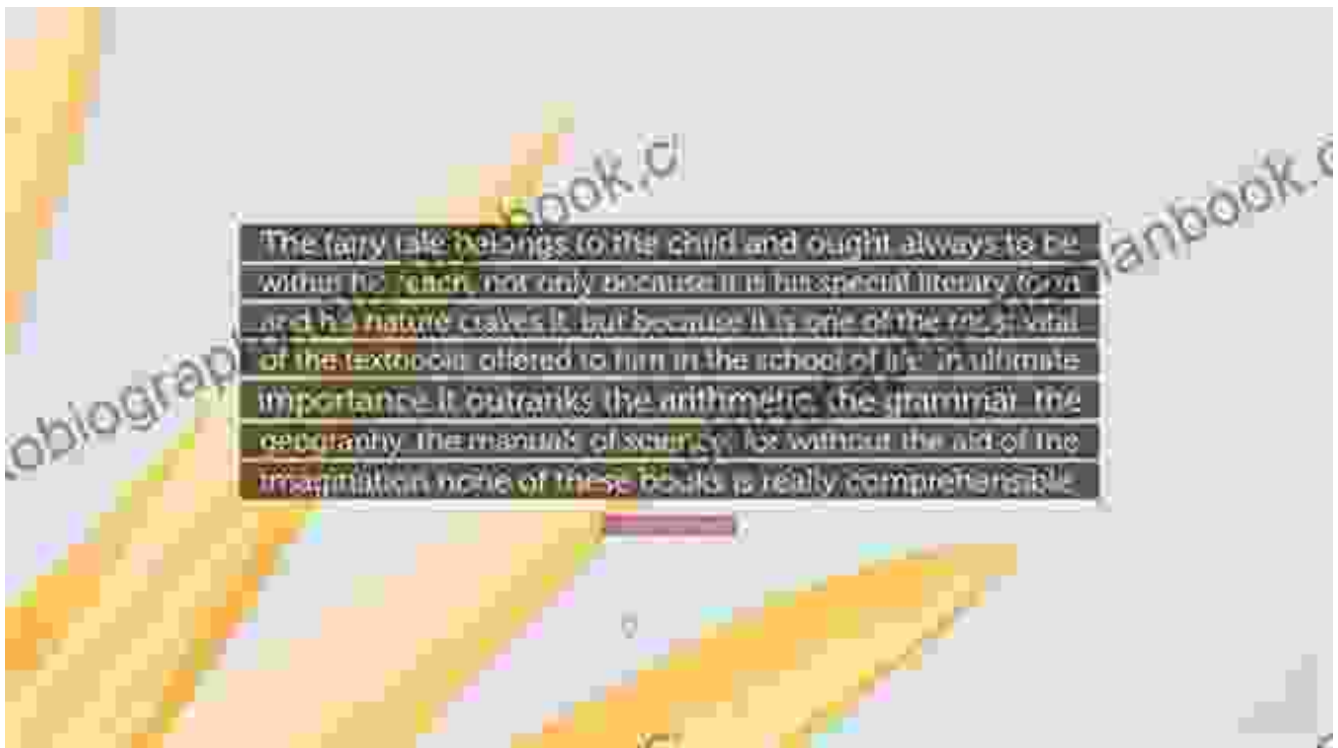 The fairy tale belongs to the child and ought always to be
within his reach, not only because it is his special literary form
and his nature craves it, but because it is one of the most vital
of the textbooks offered to him in the school of life. In ultimate
importance it outranks the arithmetic, the grammar, the
geography, the manuals of science; for without the aid of the
imagination none of these books is really comprehensible.